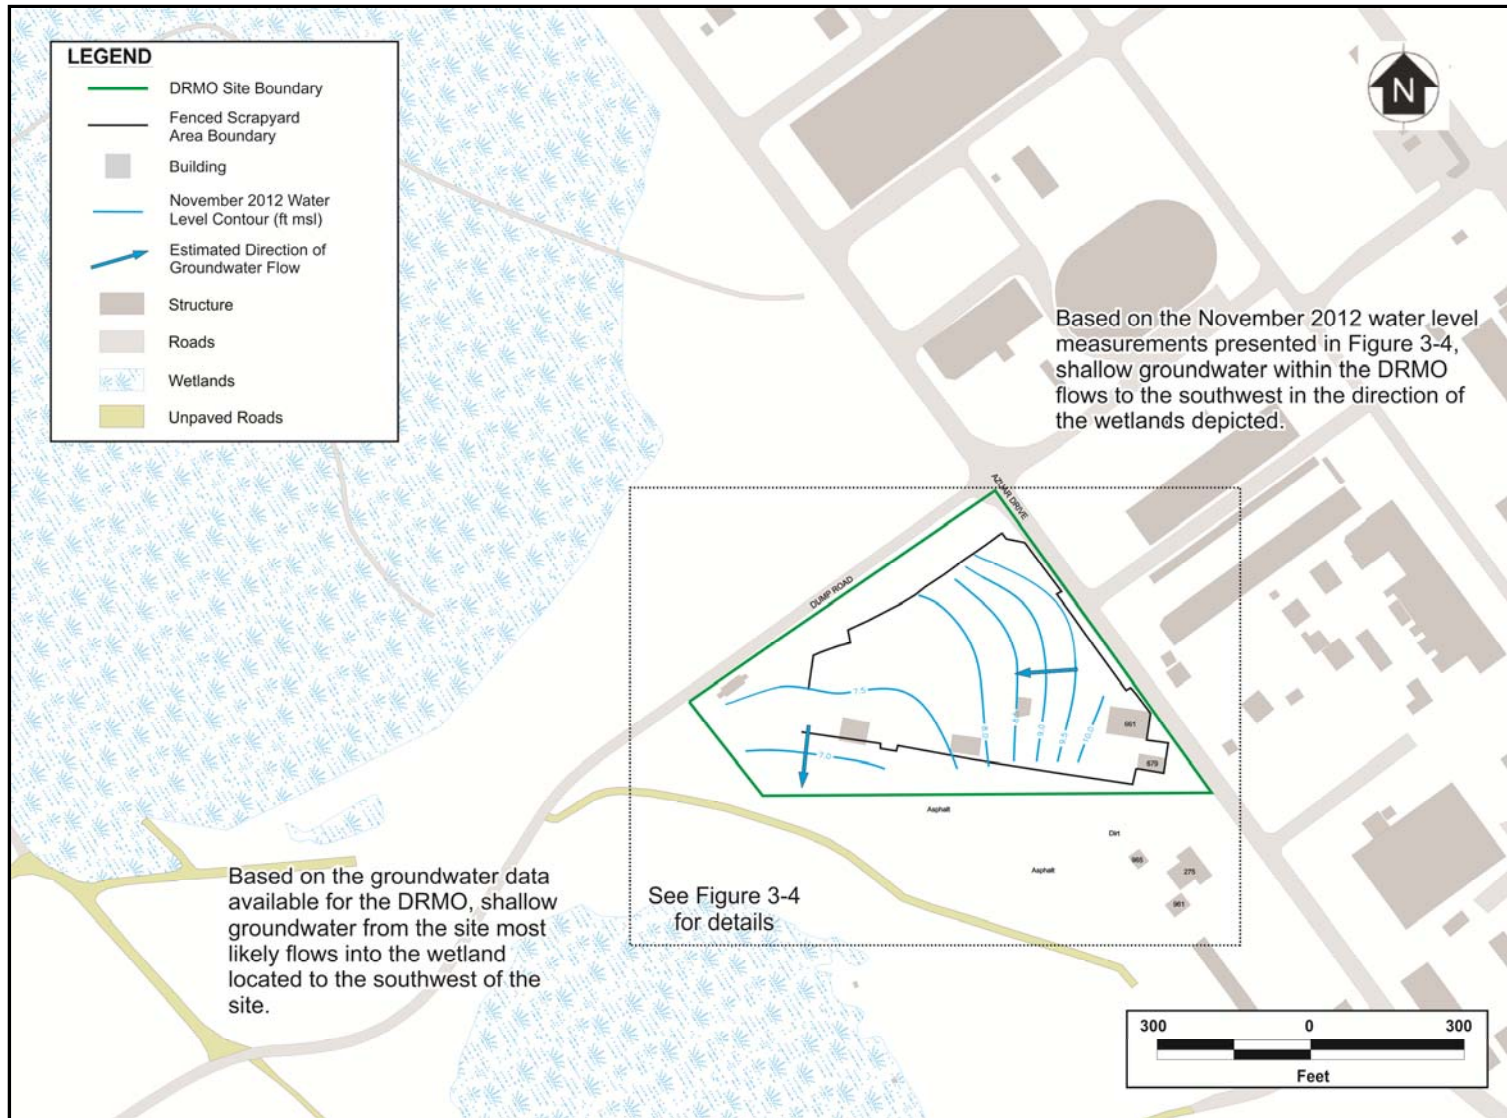 LEGEND
DRMO Site Boundary
Fenced Scrapyard
Area Boundary
Building
November 2012 Water
Level Contour (ft msl)
Estimated Direction of
Groundwater Flow
Structure
Roads
Wetlands
Unpaved Roads
N
Based on the November 2012 water level
measurements presented in Figure 3-4,
shallow groundwater within the DRMO
flows to the southwest in the direction of
the wetlands depicted.
AZUAR DRIVE
DUMP ROAD
7.5
7.0
8.0
9.0
9.5
10.0
661
679
Asphalt
Dirt
Asphalt
965
275
981
See Figure 3-4
for details
Based on the groundwater data
available for the DRMO, shallow
groundwater from the site most
likely flows into the wetland
located to the southwest of the
site.
300 0 300
Feet